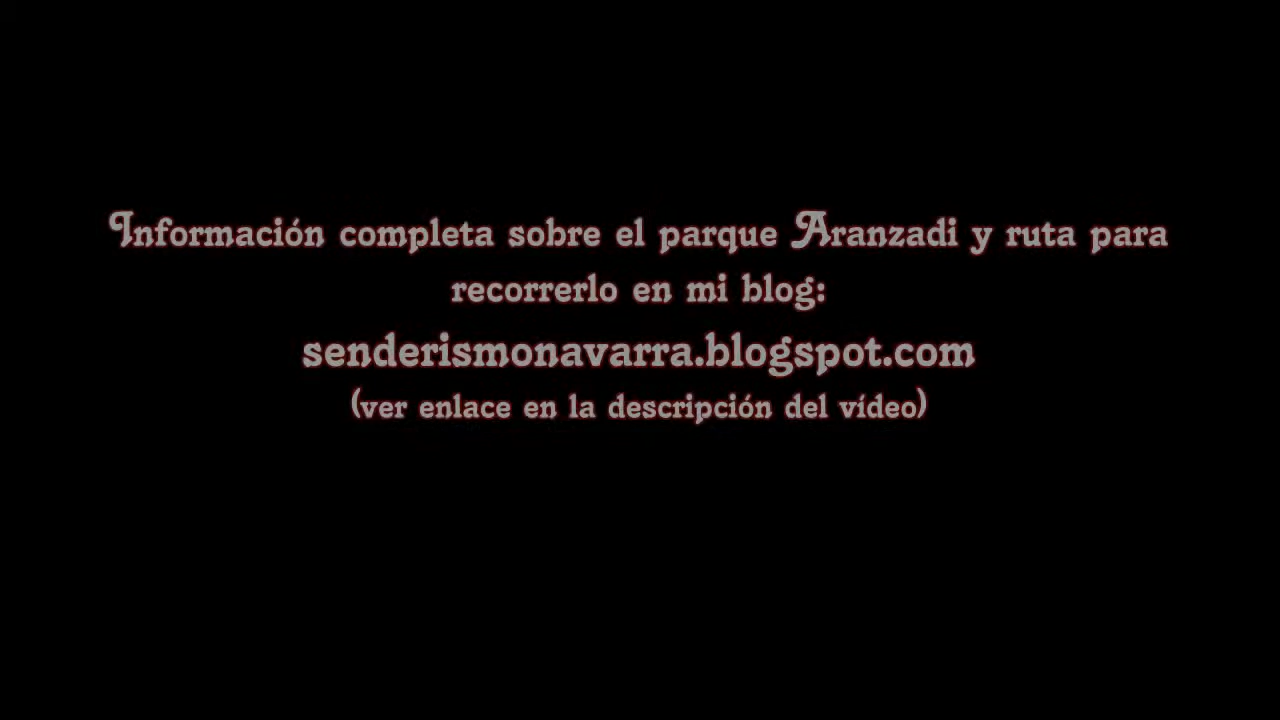 Información completa sobre el parque Aranzadi y ruta para
recorrerlo en mi blog:
senderismonavarra.blogspot.com
(ver enlace en la descripción del vídeo)